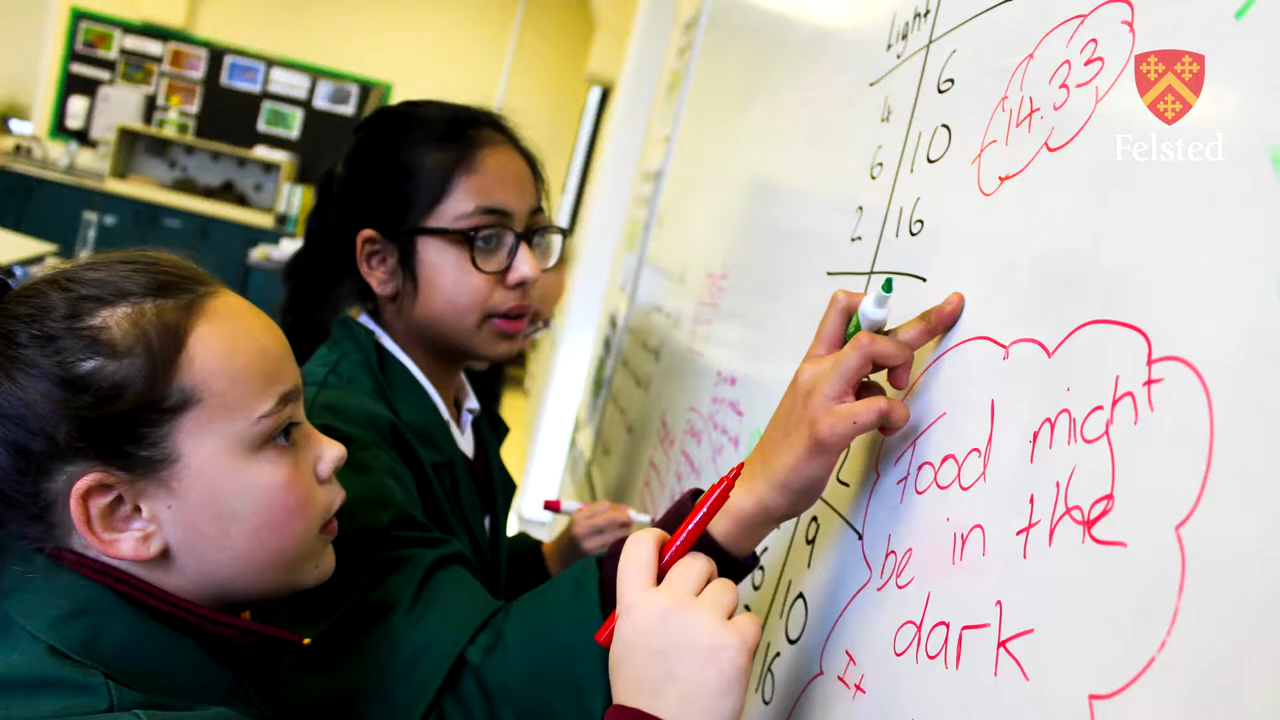 Light
4 6
6 10
2 16
14.33
Felsted
Food might
be in the
dark
It
2
9
10
16